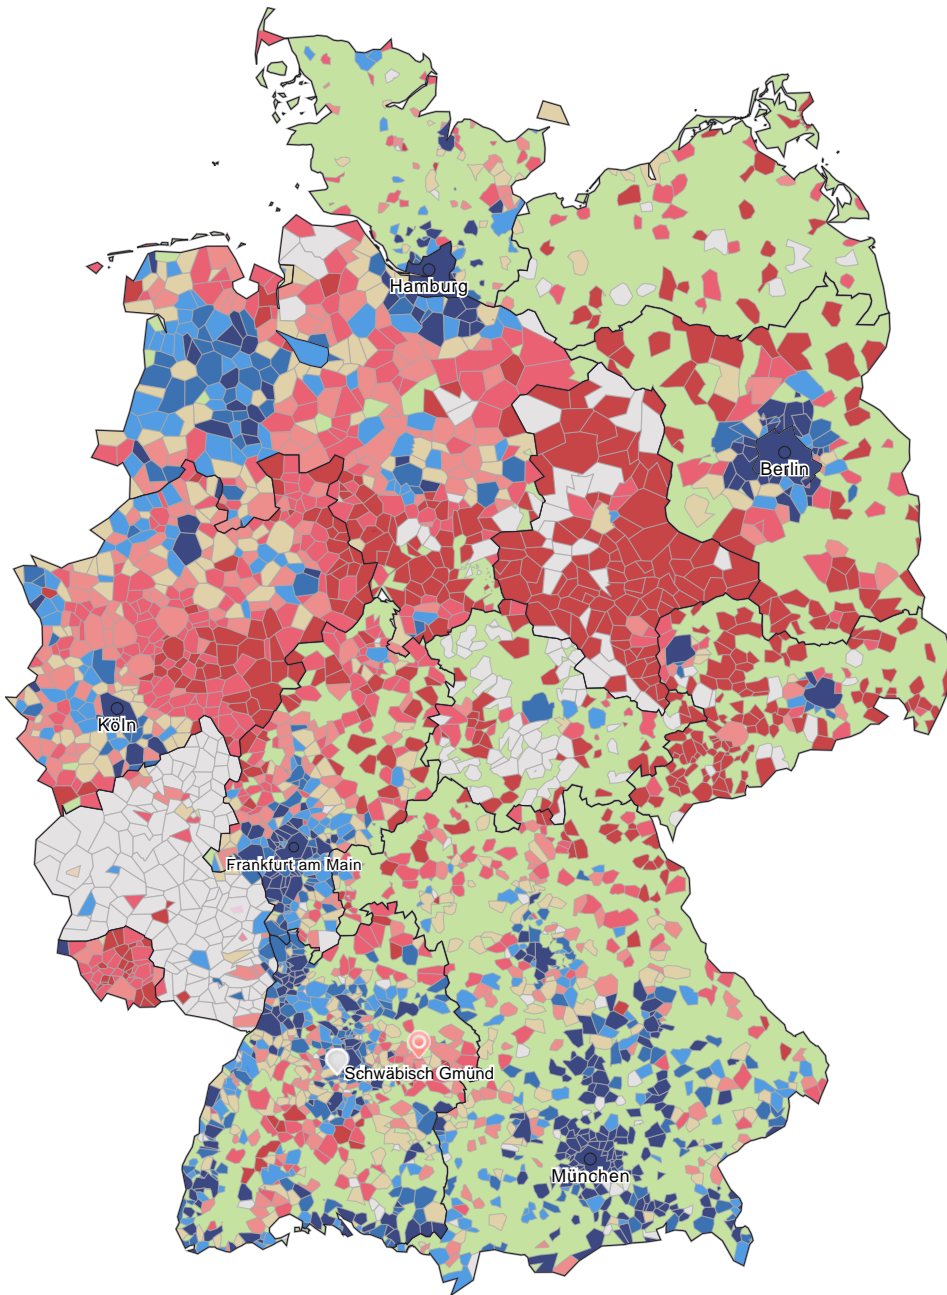 Hamburg
Berlin
Köln
Frankfurt am Main
Schwäbisch Gmünd
München